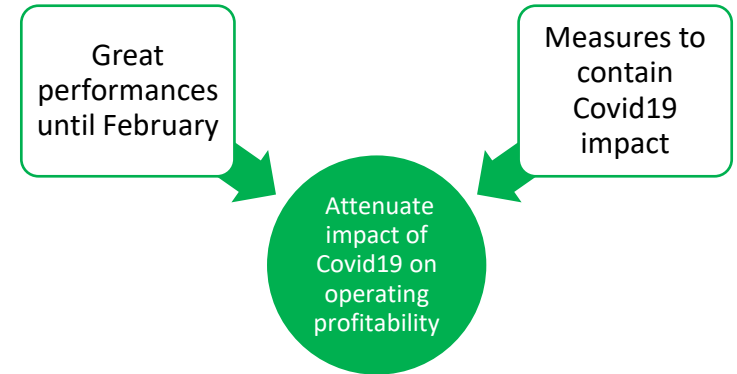 Great
performances
until February
Measures to
contain
Covid19
impact
Attenuate
impact of
Covid19 on
operating
profitability